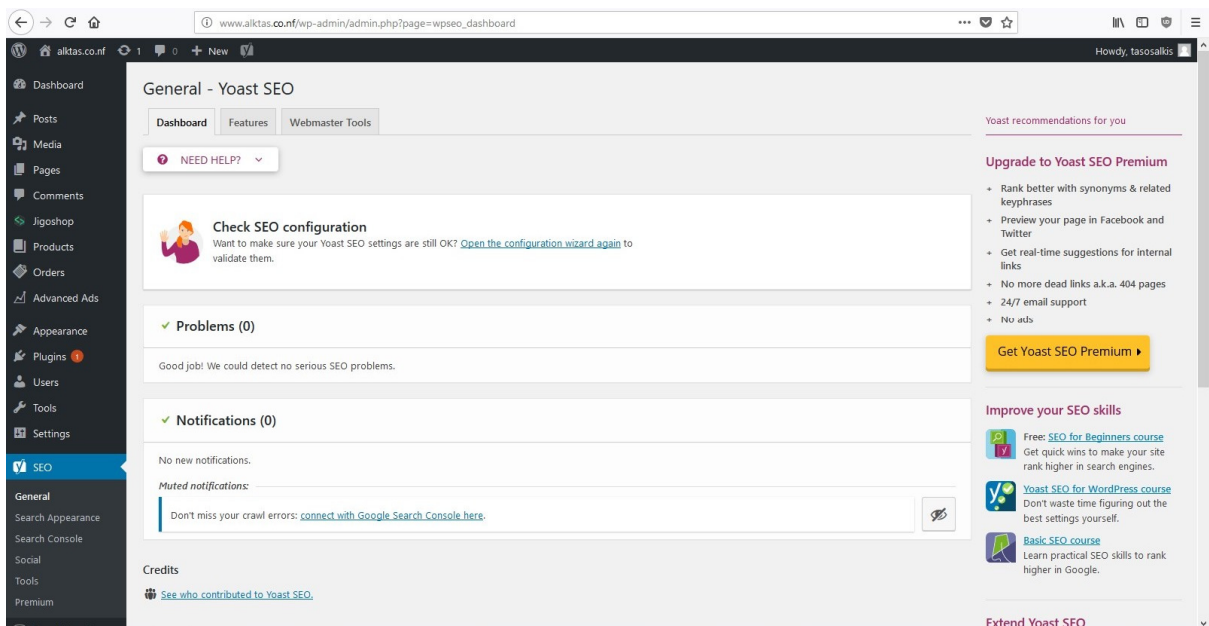 www.alktas.co.nf/wp-admin/admin.php?page=wpseo_dashboard
alktas.co.nf 1 0 + New
Howdy, tasosalkis
Dashboard
Posts
Media
Pages
Comments
Jigoshop
Products
Orders
Advanced Ads
Appearance
Plugins 1
Users
Tools
Settings
SEO
General
Search Appearance
Search Console
Social
Tools
Premium
General - Yoast SEO
Dashboard Features Webmaster Tools
NEED HELP?
Check SEO configuration
Want to make sure your Yoast SEO settings are still OK? Open the configuration wizard again to
validate them.
Problems (0)
Good job! We could detect no serious SEO problems.
Notifications (0)
No new notifications.
Muted notifications:
Don't miss your crawl errors: connect with Google Search Console here.
Credits
See who contributed to Yoast SEO.
Yoast recommendations for you
Upgrade to Yoast SEO Premium
+ Rank better with synonyms & related
keyphrases
+ Preview your page in Facebook and
Twitter
+ Get real-time suggestions for internal
links
+ No more dead links a.k.a. 404 pages
+ 24/7 email support
+ No ads
Get Yoast SEO Premium
Improve your SEO skills
Free: SEO for Beginners course
Get quick wins to make your site
rank higher in search engines.
Yoast SEO for WordPress course
Don't waste time figuring out the
best settings yourself.
Basic SEO course
Learn practical SEO skills to rank
higher in Google.
Extend Yoast SEO